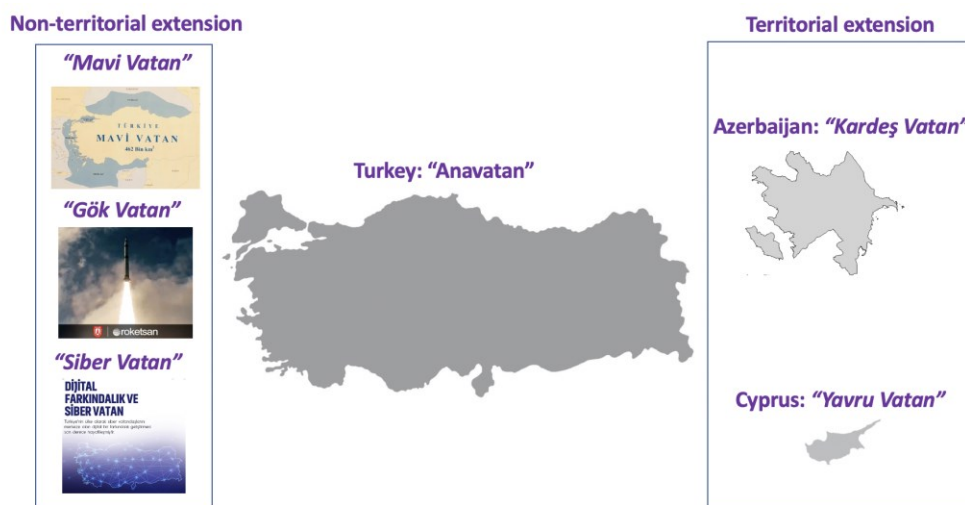 Non-territorial extension
“Mavi Vatan”
TÜRKİYE
MAVİ VATAN
462 Bin km²
“Gök Vatan”
roketsan
“Siber Vatan”
DİJİTAL
FARKINDALIK VE
SİBER VATAN
Turkey: “Anavatan”
Territorial extension
Azerbaijan: “Kardeş Vatan”
Cyprus: “Yavru Vatan”